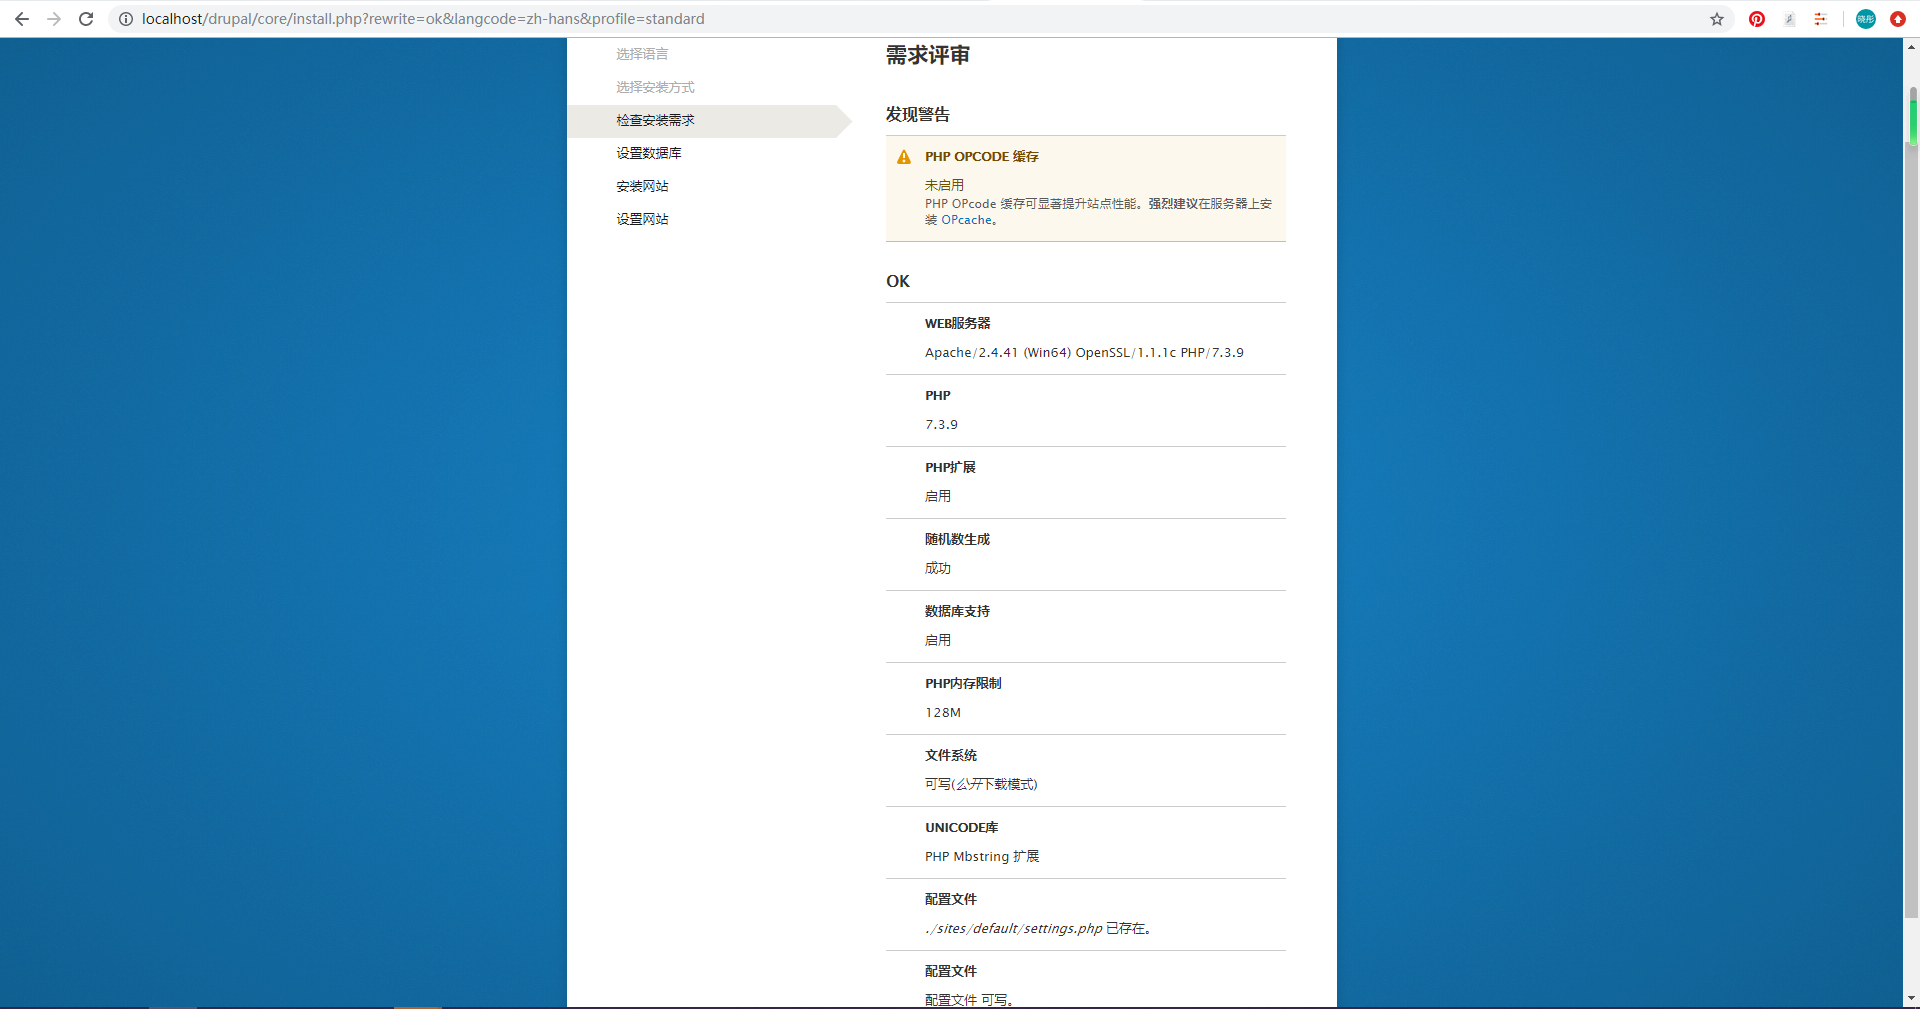 localhost/drupal/core/install.php?rewrite=ok&langcode=zh-hans&profile=standard
晓彤
选择语言
选择安装方式
检查安装需求
设置数据库
安装网站
设置网站
需求评审
发现警告
PHP OPCODE 缓存
未启用
PHP OPcode 缓存可显著提升站点性能。强烈建议在服务器上安
装 OPcache。
OK
WEB服务器
Apache/2.4.41 (Win64) OpenSSL/1.1.1c PHP/7.3.9
PHP
7.3.9
PHP扩展
启用
随机数生成
成功
数据库支持
启用
PHP内存限制
128M
文件系统
可写(公开下载模式)
UNICODE库
PHP Mbstring 扩展
配置文件
./sites/default/settings.php 已存在。
配置文件
配置文件 可写。